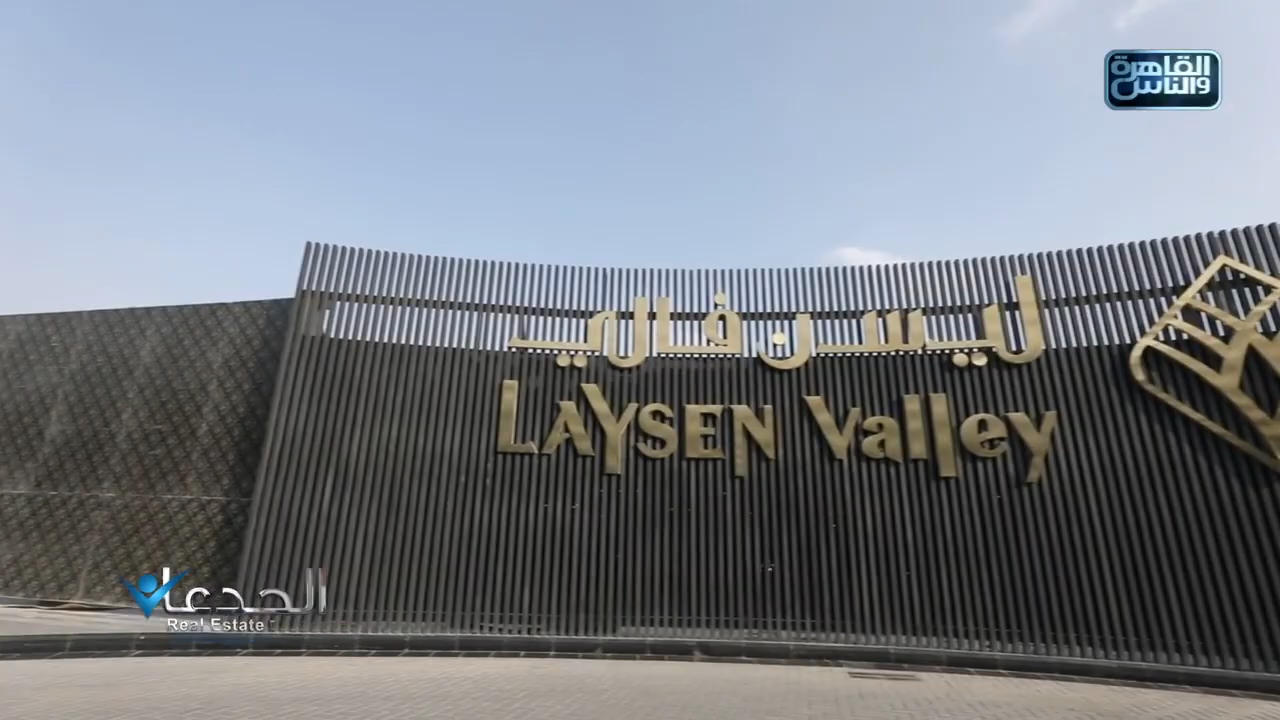 القاهرة
والناس
ليسن فالي
LAYSEN Valley
الجدعان
Real Estate